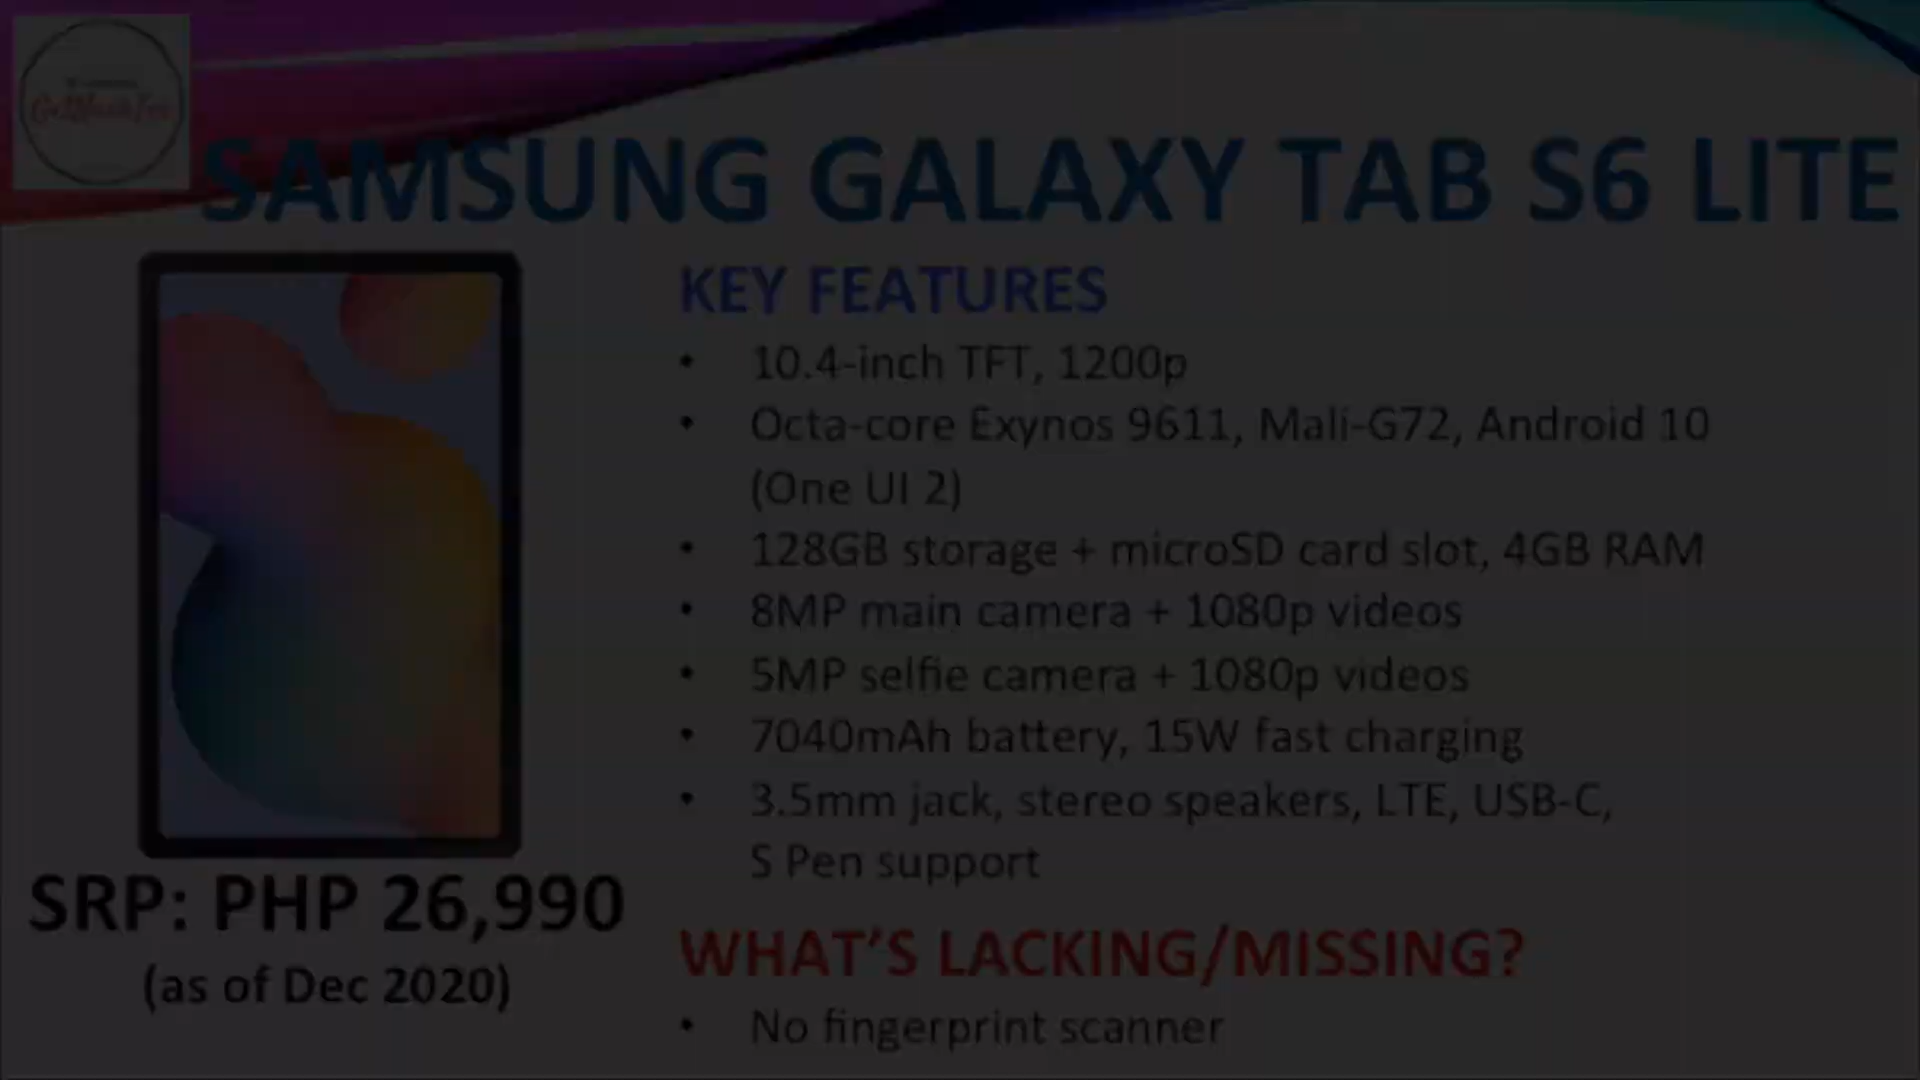 SAMSUNG GALAXY TAB S6 LITE
KEY FEATURES
• 10.4-inch TFT, 1200p
• Octa-core Exynos 9611, Mali-G72, Android 10
(One UI 2)
• 128GB storage + microSD card slot, 4GB RAM
• 8MP main camera + 1080p videos
• 5MP selfie camera + 1080p videos
• 7040mAh battery, 15W fast charging
• 3.5mm jack, stereo speakers, LTE, USB-C,
S Pen support
SRP: PHP 26,990
(as of Dec 2020)
WHAT'S LACKING/MISSING?
• No fingerprint scanner